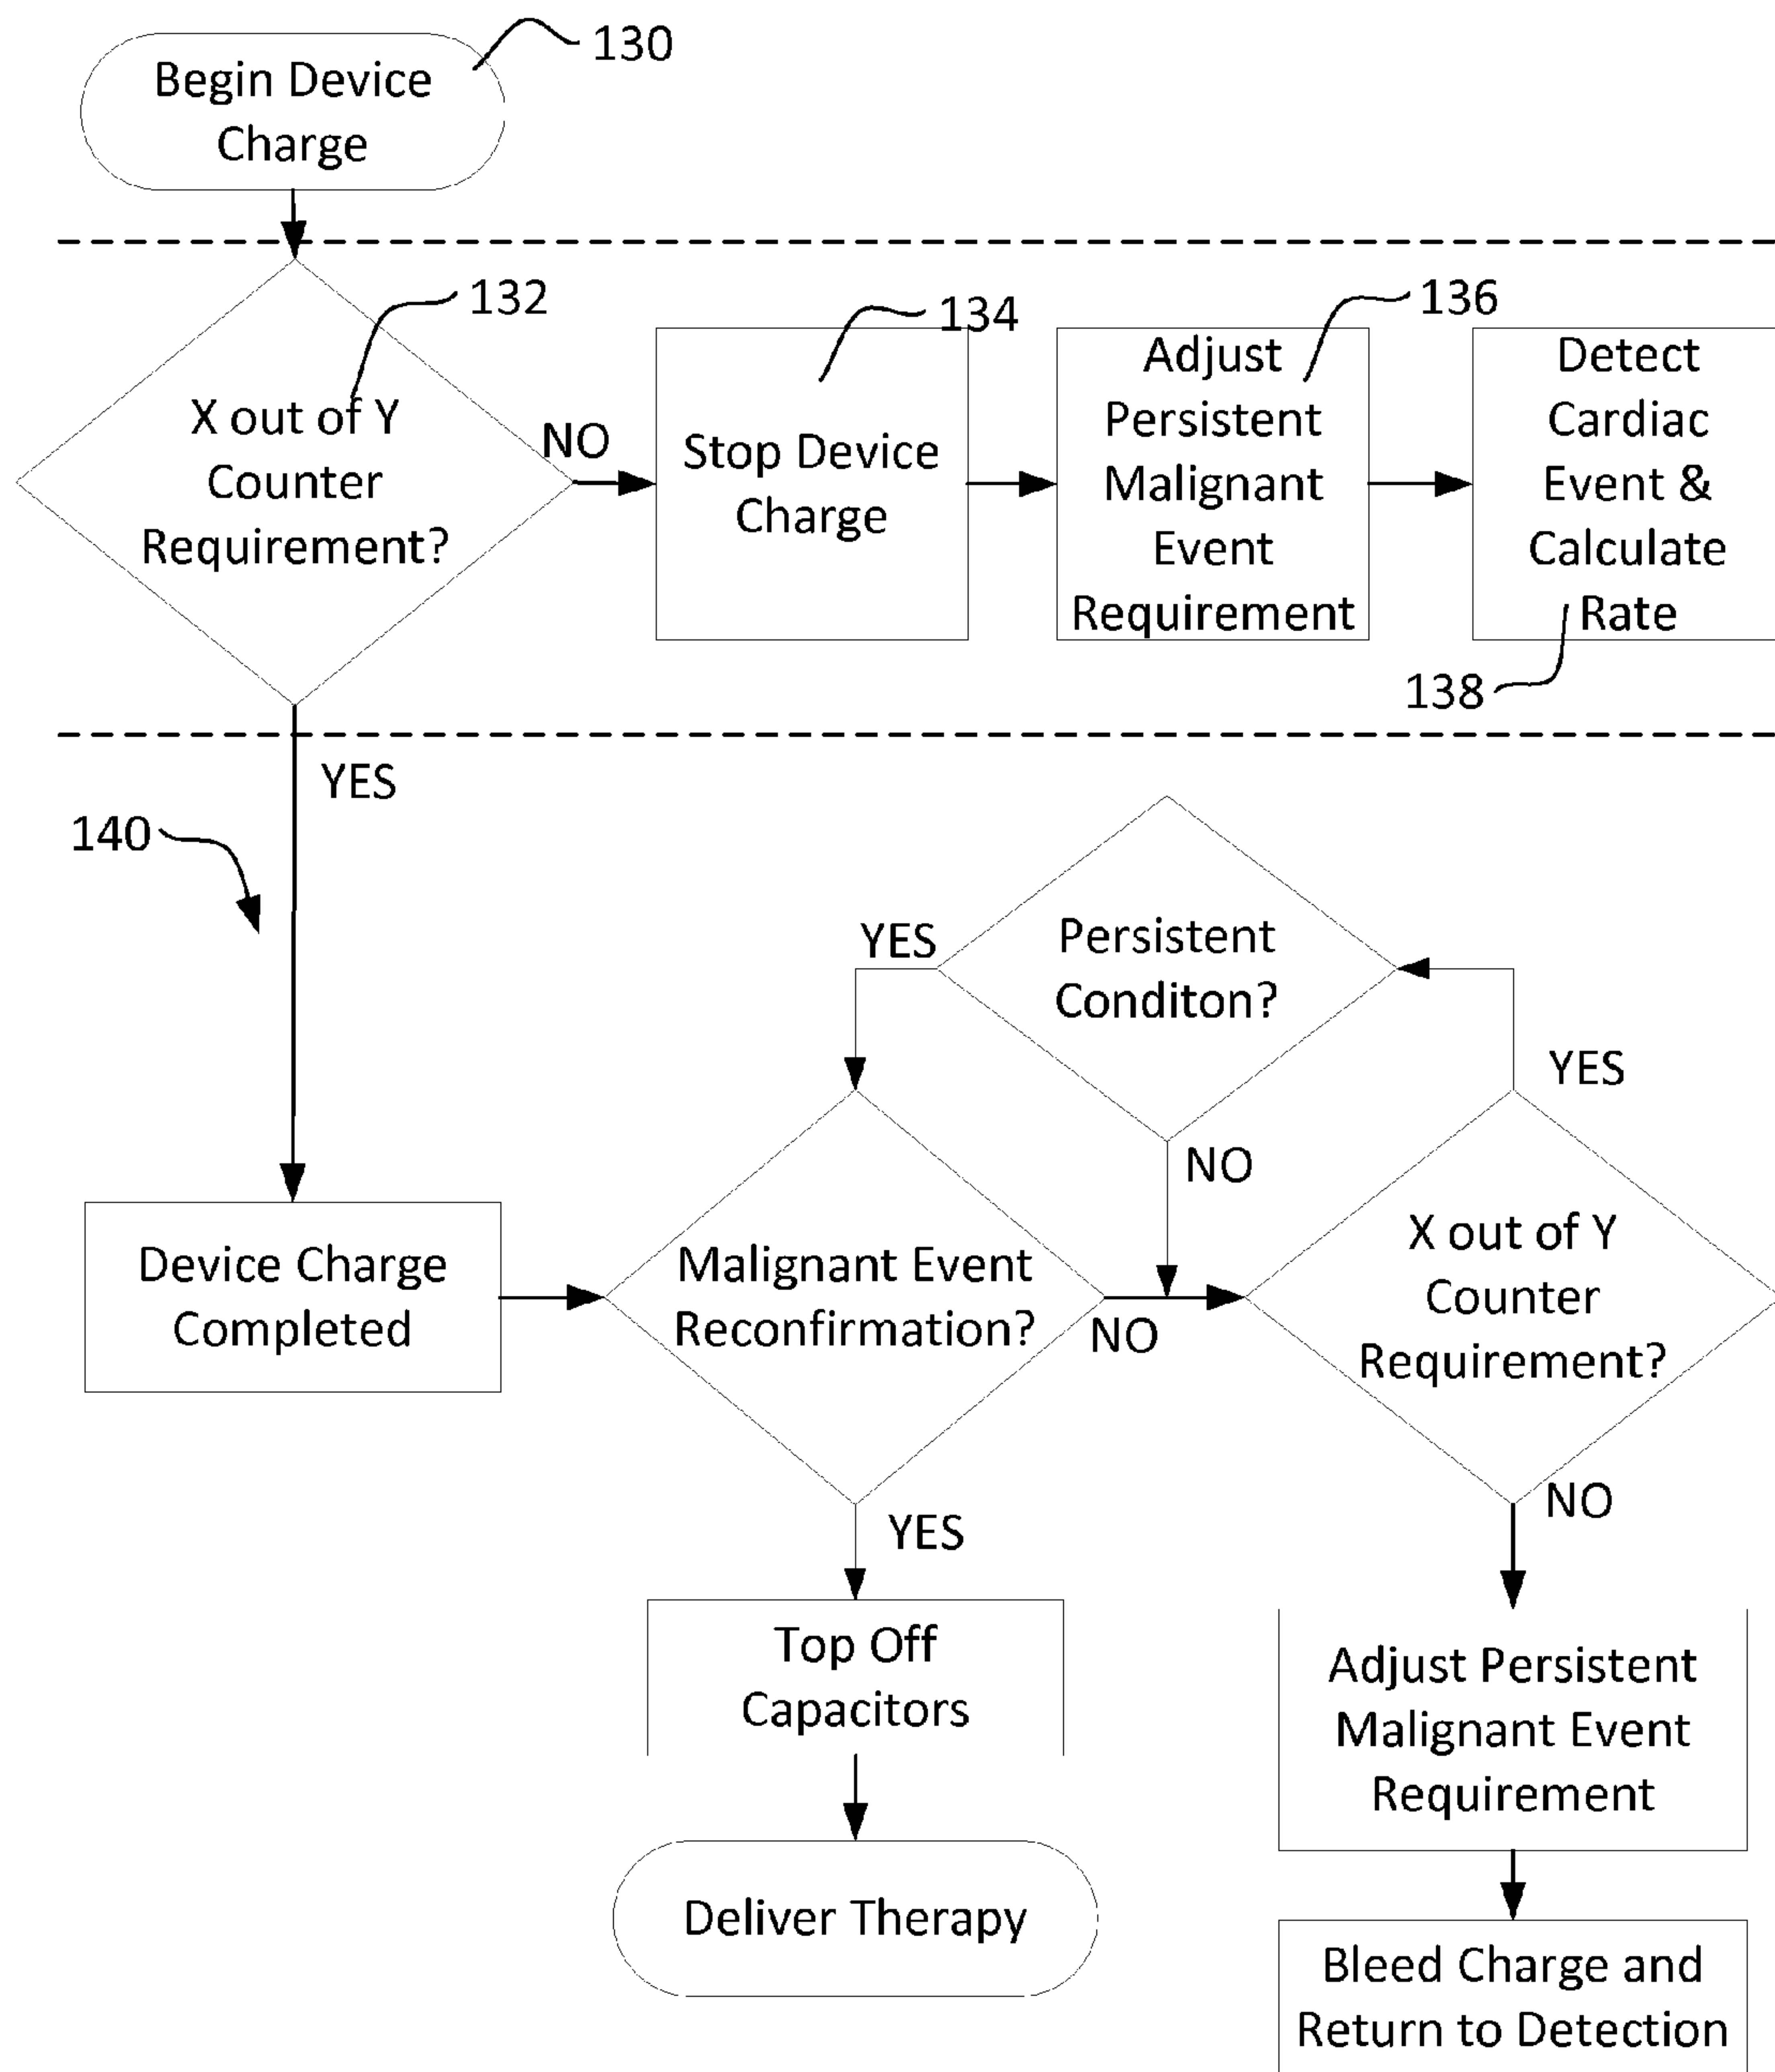 130
Begin Device
Charge
132
X out of Y
Counter
Requirement?
NO
134
Stop Device
Charge
136
Adjust
Persistent
Malignant
Event
Requirement
Detect
Cardiac
Event &
Calculate
Rate
138
YES
140
Persistent
Conditon?
YES
NO
YES
Device Charge
Completed
Malignant Event
Reconfirmation?
NO
X out of Y
Counter
Requirement?
YES
NO
Top Off
Capacitors
Adjust Persistent
Malignant Event
Requirement
Deliver Therapy
Bleed Charge and
Return to Detection